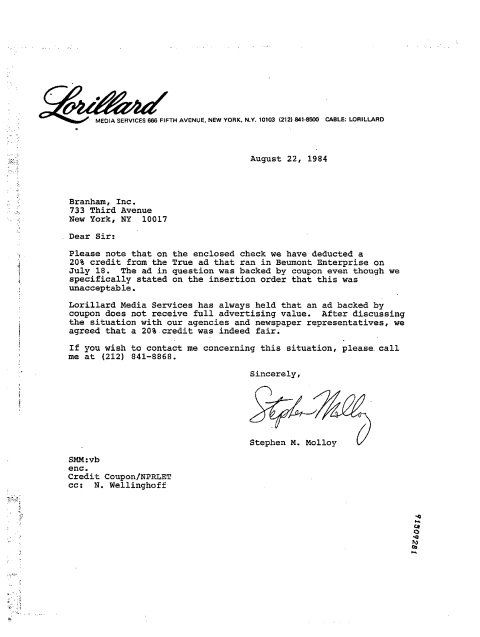 Lorillard
MEDIA SERVICES 666 FIFTH AVENUE, NEW YORK, N.Y. 10103 (212) 841-8500 CABLE: LORILLARD
August 22, 1984
Branham, Inc.
733 Third Avenue
New York, NY 10017
Dear Sir:
Please note that on the enclosed check we have deducted a
20% credit from the True ad that ran in Beumont Enterprise on
July 18. The ad in question was backed by coupon even though we
specifically stated on the insertion order that this was
unacceptable.
Lorillard Media Services has always held that an ad backed by
coupon does not receive full advertising value. After discussing
the situation with our agencies and newspaper representatives, we
agreed that a 20% credit was indeed fair.
If you wish to contact me concerning this situation, please call
me at (212) 841-8868.
Sincerely,
Stephen Molloy
Stephen M. Molloy
SMM:vb
enc.
Credit Coupon/NPRLET
cc: N. Wellinghoff
91809281